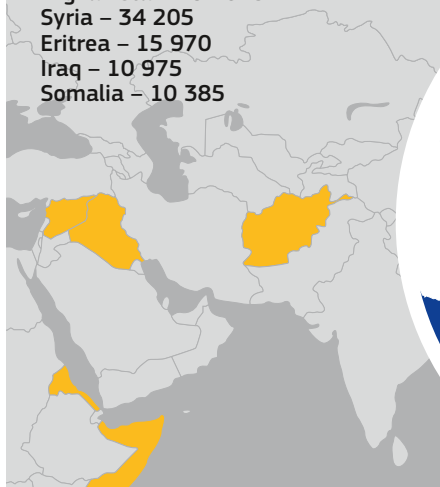 Syria – 34 205
Eritrea – 15 970
Iraq – 10 975
Somalia – 10 385